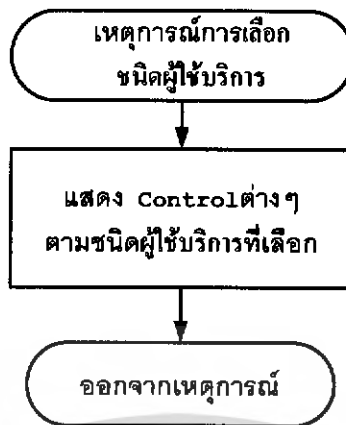 เหตุการณ์การเลือก
ชนิดผู้ใช้บริการ
แสดง Controlต่างๆ
ตามชนิดผู้ใช้บริการที่เลือก
ออกจากเหตุการณ์